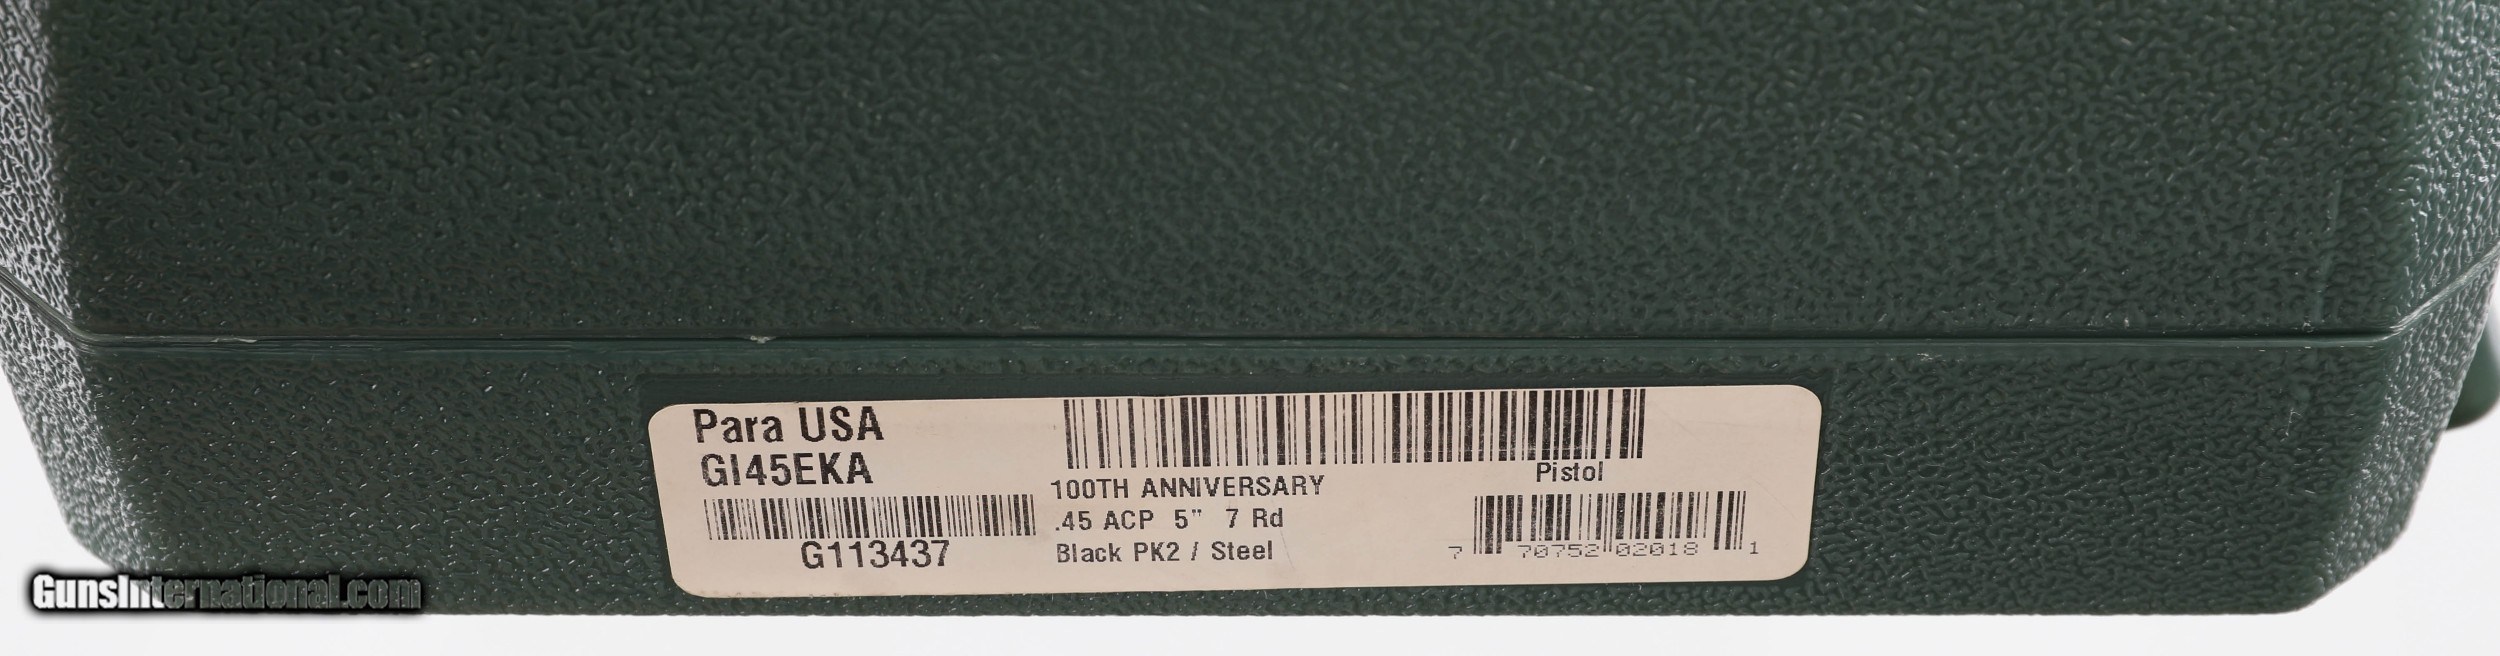 Para USA
GI45EKA
G113437
100TH ANNIVERSARY
.45 ACP 5" 7 Rd
Black PK2 / Steel
Pistol
7 70752 02018 1
GunsInternational.com